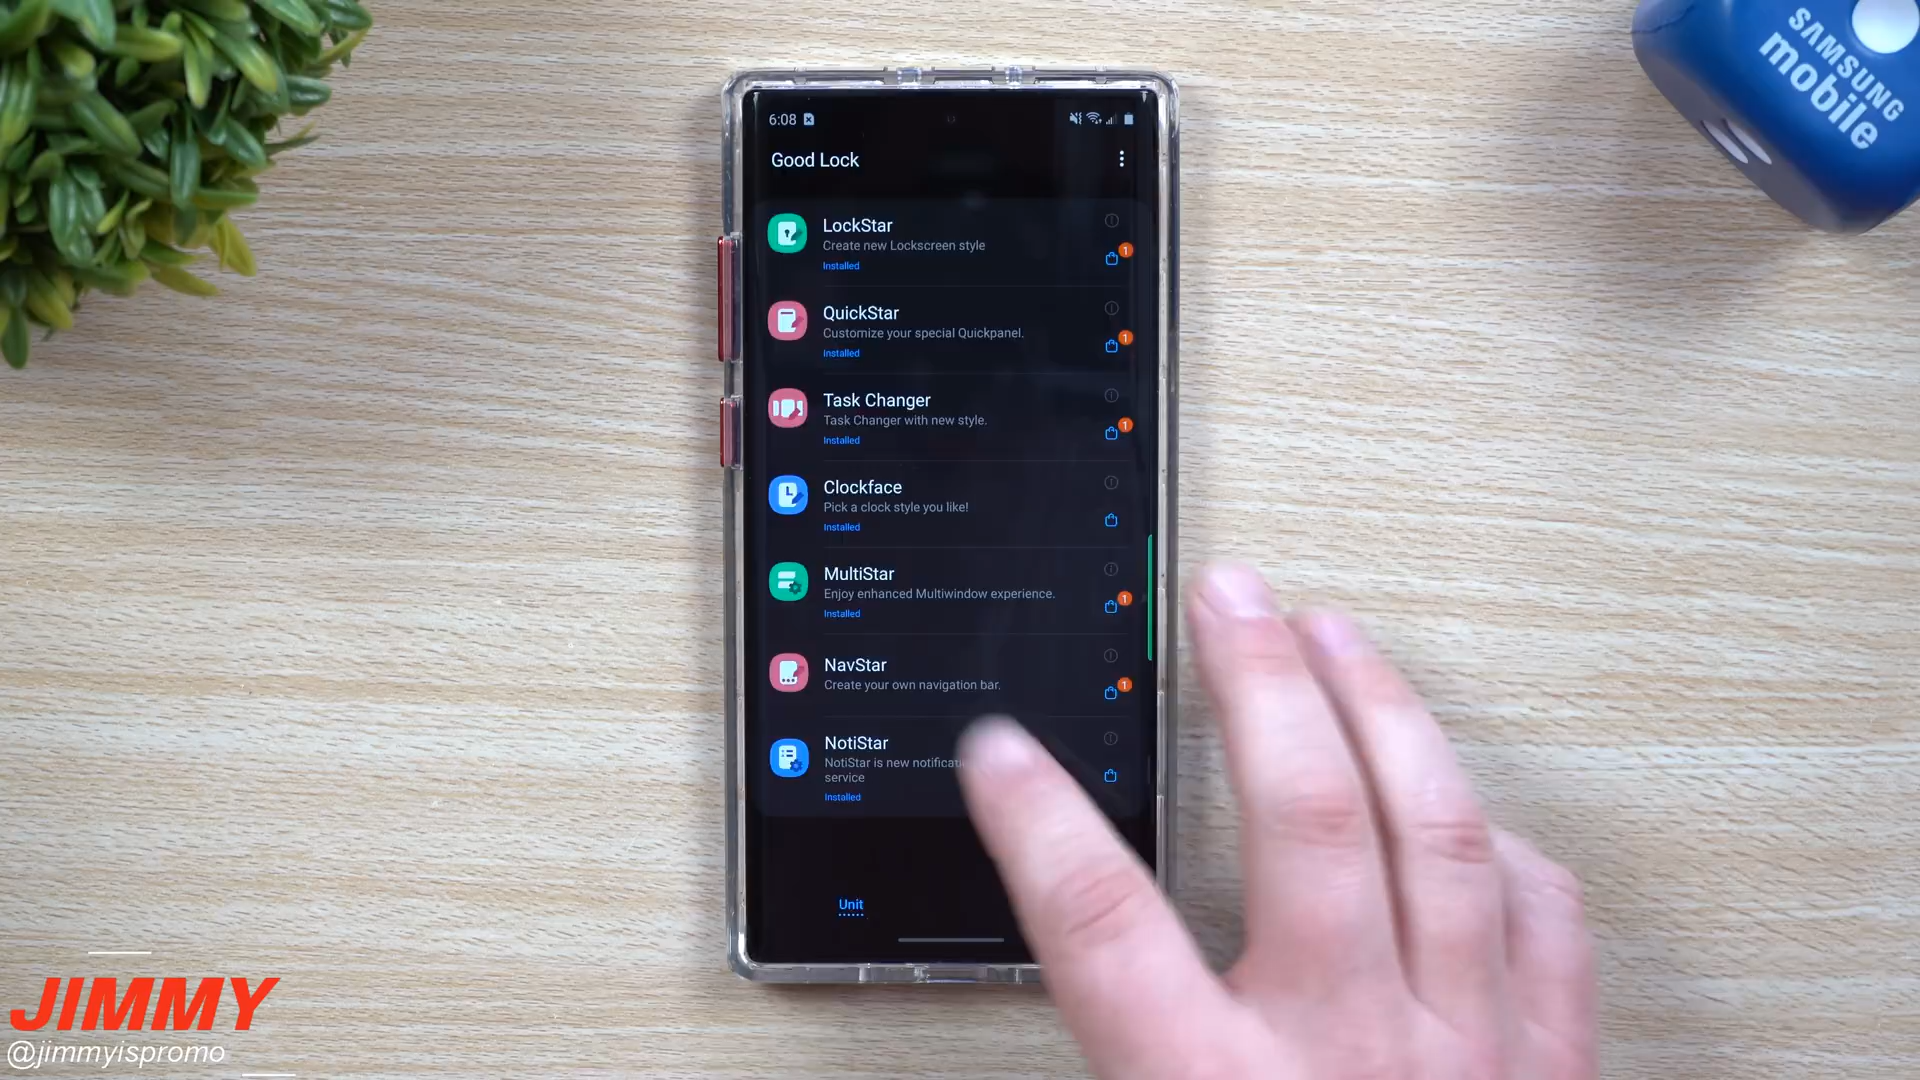 SAMSUNG
mobile
6:08
Good Lock
LockStar
Create new Lockscreen style
Installed
1
QuickStar
Customize your special Quickpanel.
Installed
1
Task Changer
Task Changer with new style.
Installed
1
Clockface
Pick a clock style you like!
Installed
MultiStar
Enjoy enhanced Multiwindow experience.
Installed
1
NavStar
Create your own navigation bar.
1
NotiStar
NotiStar is new
service
Installed
Unit
JIMMY
@jimmyispromo